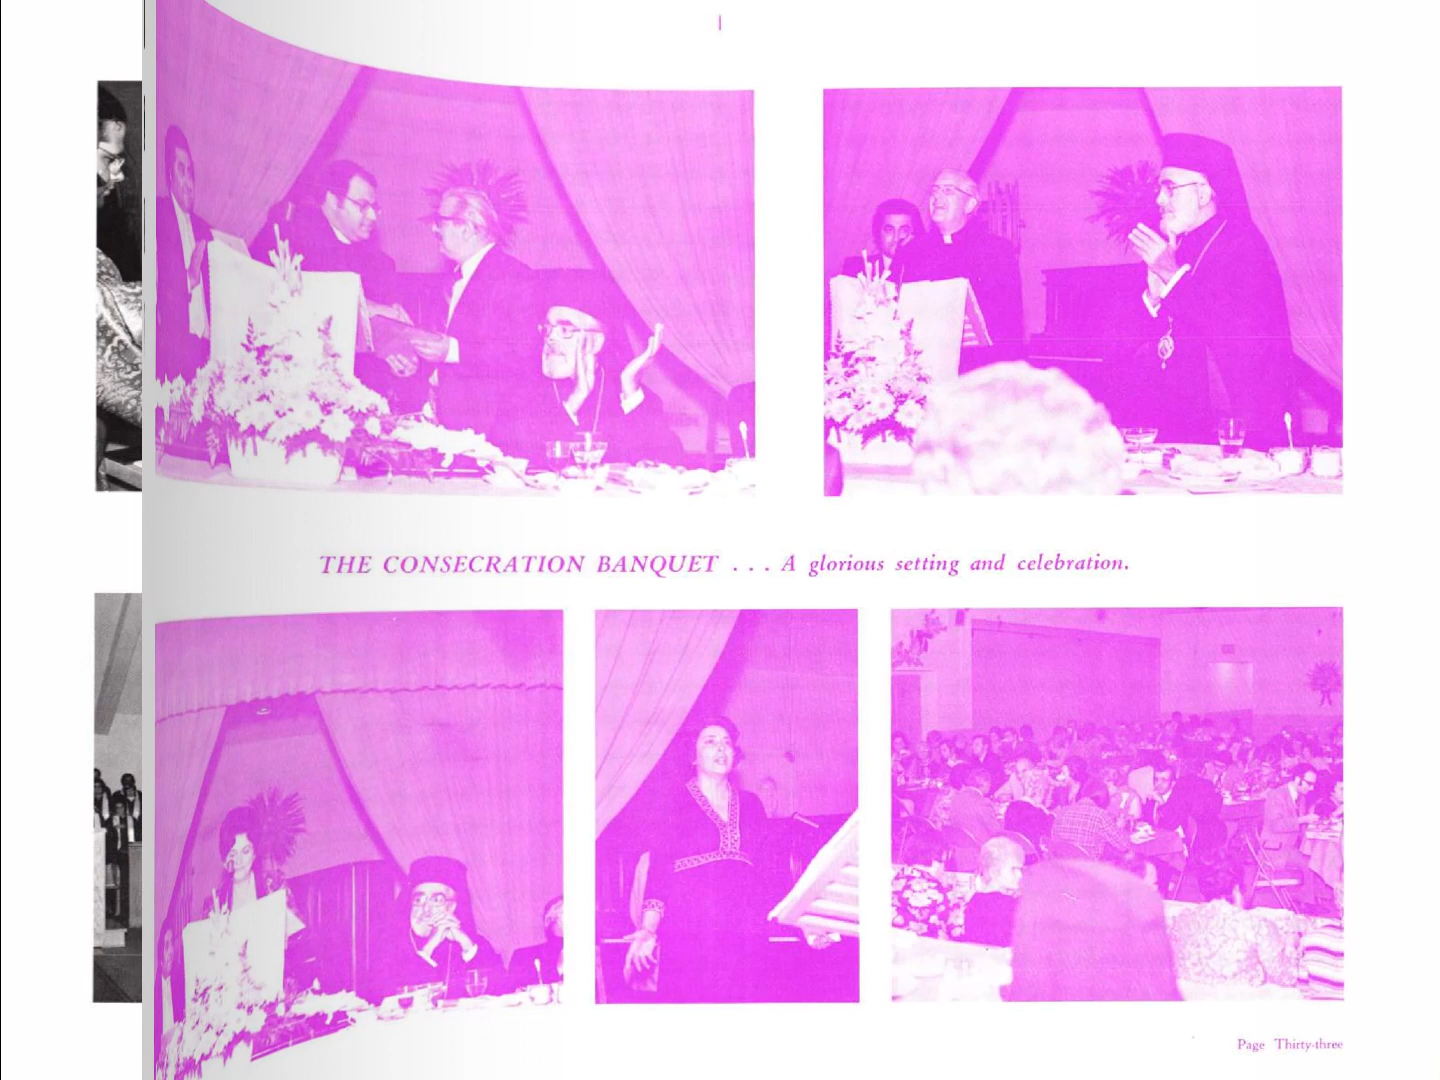 THE CONSECRATION BANQUET . . . A glorious setting and celebration.
Page Thirty-three